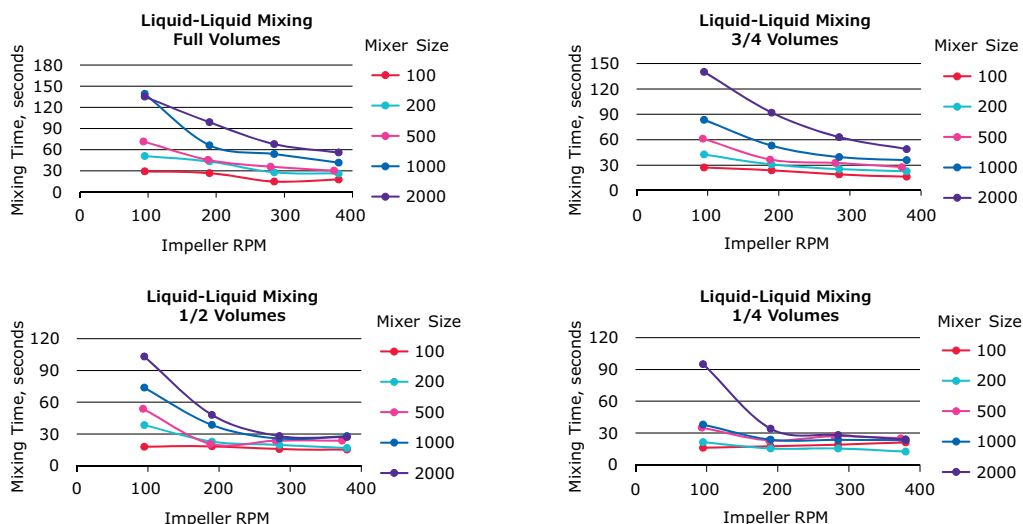 Liquid-Liquid Mixing
Full Volumes
Mixer Size
Mixing Time, seconds
180
150
120
90
60
30
0
0 100 200 300 400
Impeller RPM
100
200
500
1000
2000
Liquid-Liquid Mixing
3/4 Volumes
Mixer Size
Mixing Time, seconds
150
120
90
60
30
0
0 100 200 300 400
Impeller RPM
100
200
500
1000
2000
Liquid-Liquid Mixing
1/2 Volumes
Mixer Size
Mixing Time, seconds
120
90
60
30
0
0 100 200 300 400
Impeller RPM
100
200
500
1000
2000
Liquid-Liquid Mixing
1/4 Volumes
Mixer Size
Mixing Time, seconds
120
90
60
30
0
0 100 200 300 400
Impeller RPM
100
200
500
1000
2000